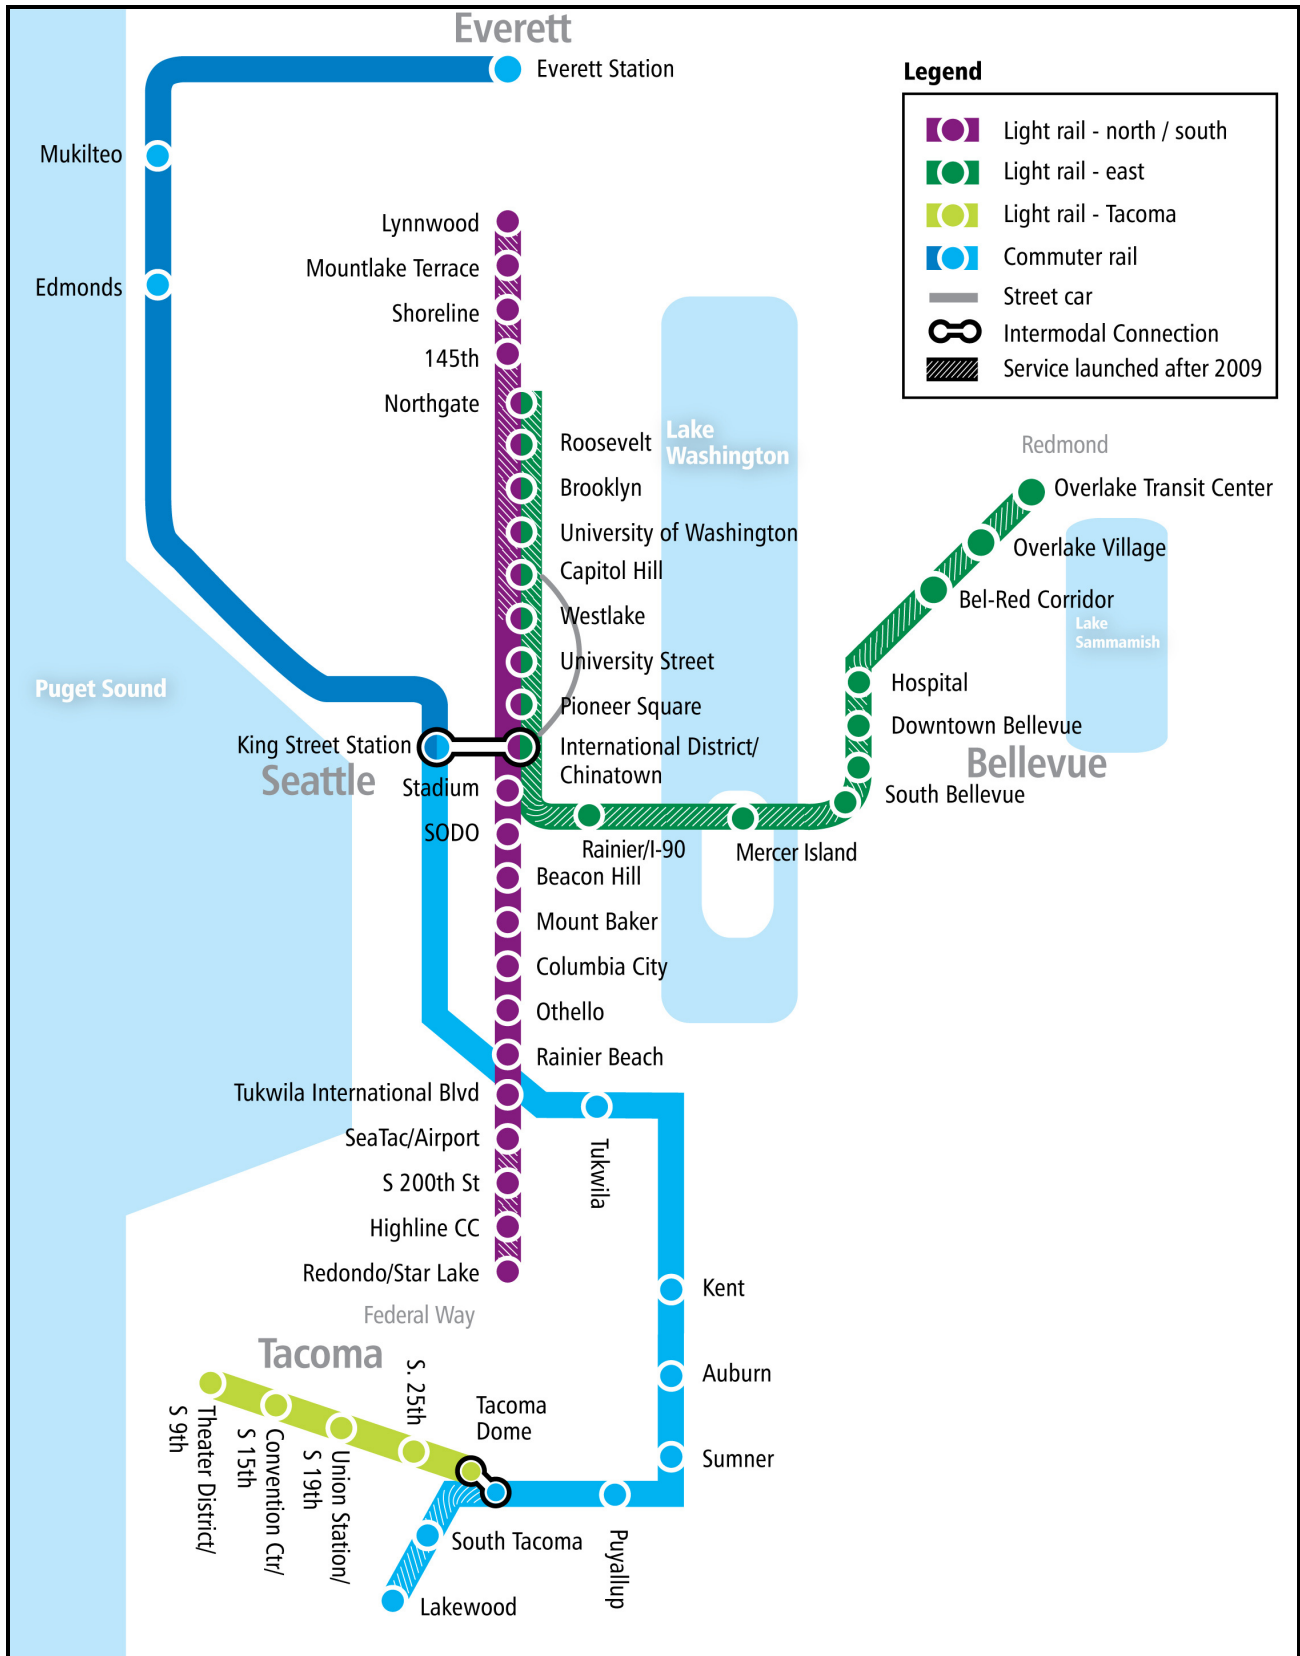 Everett
Everett Station
Legend
Light rail - north / south
Light rail - east
Light rail - Tacoma
Commuter rail
Street car
Intermodal Connection
Service launched after 2009
Mukilteo
Edmonds
Lynnwood
Mountlake Terrace
Shoreline
145th
Northgate
Roosevelt
Brooklyn
University of Washington
Capitol Hill
Westlake
University Street
Pioneer Square
International District/
Chinatown
Lake
Washington
Redmond
Overlake Transit Center
Overlake Village
Bel-Red Corridor
Lake
Sammamish
Hospital
Downtown Bellevue
Bellevue
South Bellevue
Puget Sound
King Street Station
Seattle
Stadium
SODO
Rainier/I-90
Mercer Island
Beacon Hill
Mount Baker
Columbia City
Othello
Rainier Beach
Tukwila International Blvd
SeaTac/Airport
S 200th St
Highline CC
Redondo/Star Lake
Federal Way
Tukwila
Kent
Auburn
Sumner
Tacoma
Theater District/
S 9th
Convention Ctr/
S 15th
Union Station/
S 19th
S. 25th
Tacoma
Dome
South Tacoma
Lakewood
Puyallup